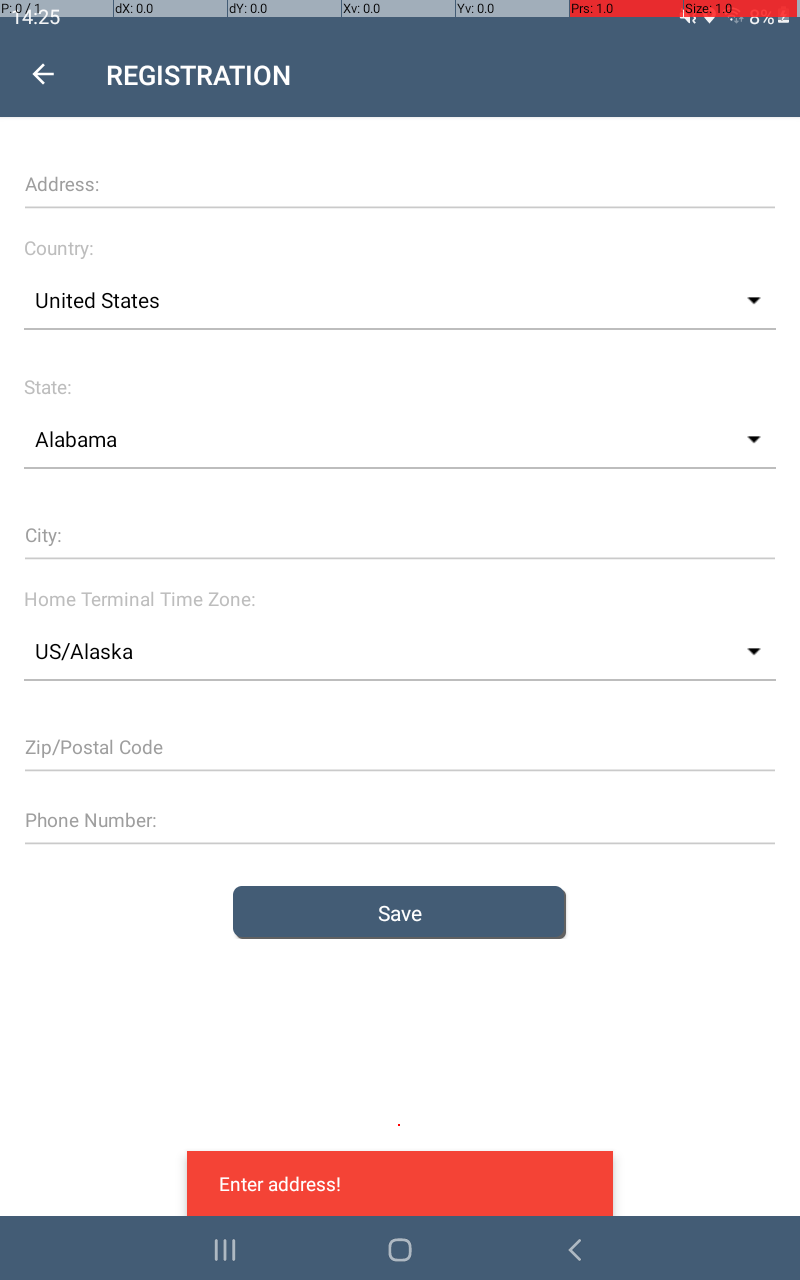 P: 0 / 1 dX: 0.0 dY: 0.0 Xv: 0.0 Yv: 0.0 Prs: 1.0 Size: 1.0
14:25 8%
REGISTRATION
Address:
Country:
United States
State:
Alabama
City:
Home Terminal Time Zone:
US/Alaska
Zip/Postal Code
Phone Number:
Save
Enter address!